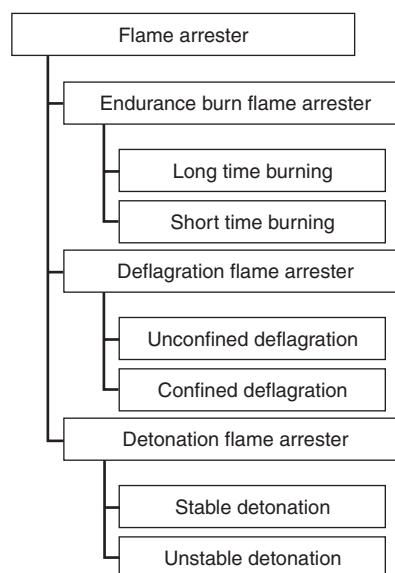 Flame arrester
Endurance burn flame arrester
Long time burning
Short time burning
Deflagration flame arrester
Unconfined deflagration
Confined deflagration
Detonation flame arrester
Stable detonation
Unstable detonation